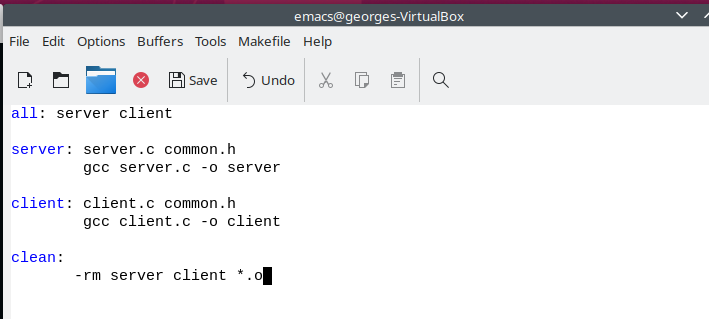 emacs@georges-VirtualBox
File Edit Options Buffers Tools Makefile Help
Save Undo
all: server client
server: server.c common.h
gcc server.c -o server
client: client.c common.h
gcc client.c -o client
clean:
-rm server client *.o